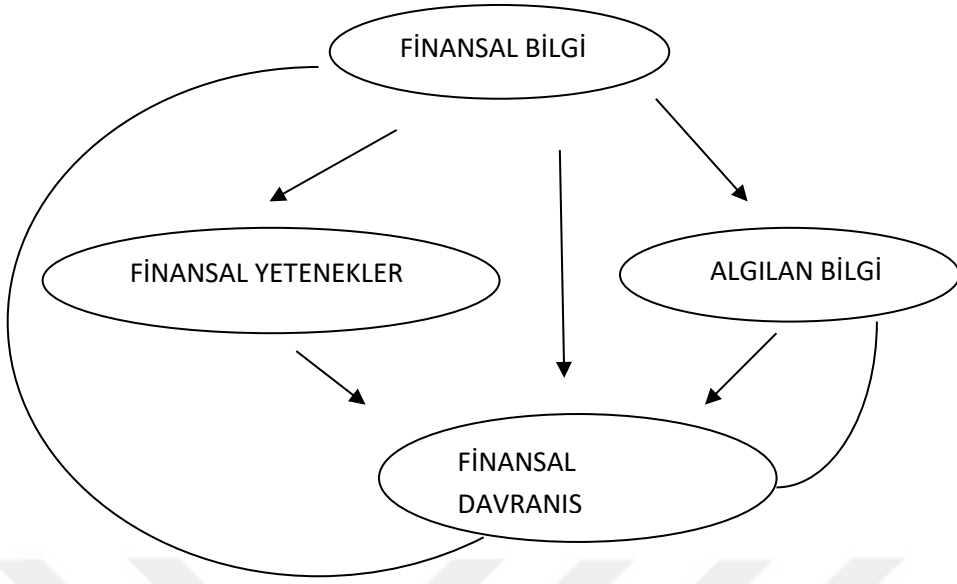 FİNANSAL BİLGİ
FİNANSAL YETENEKLER
ALGILAN BİLGİ
FİNANSAL
DAVRANIS